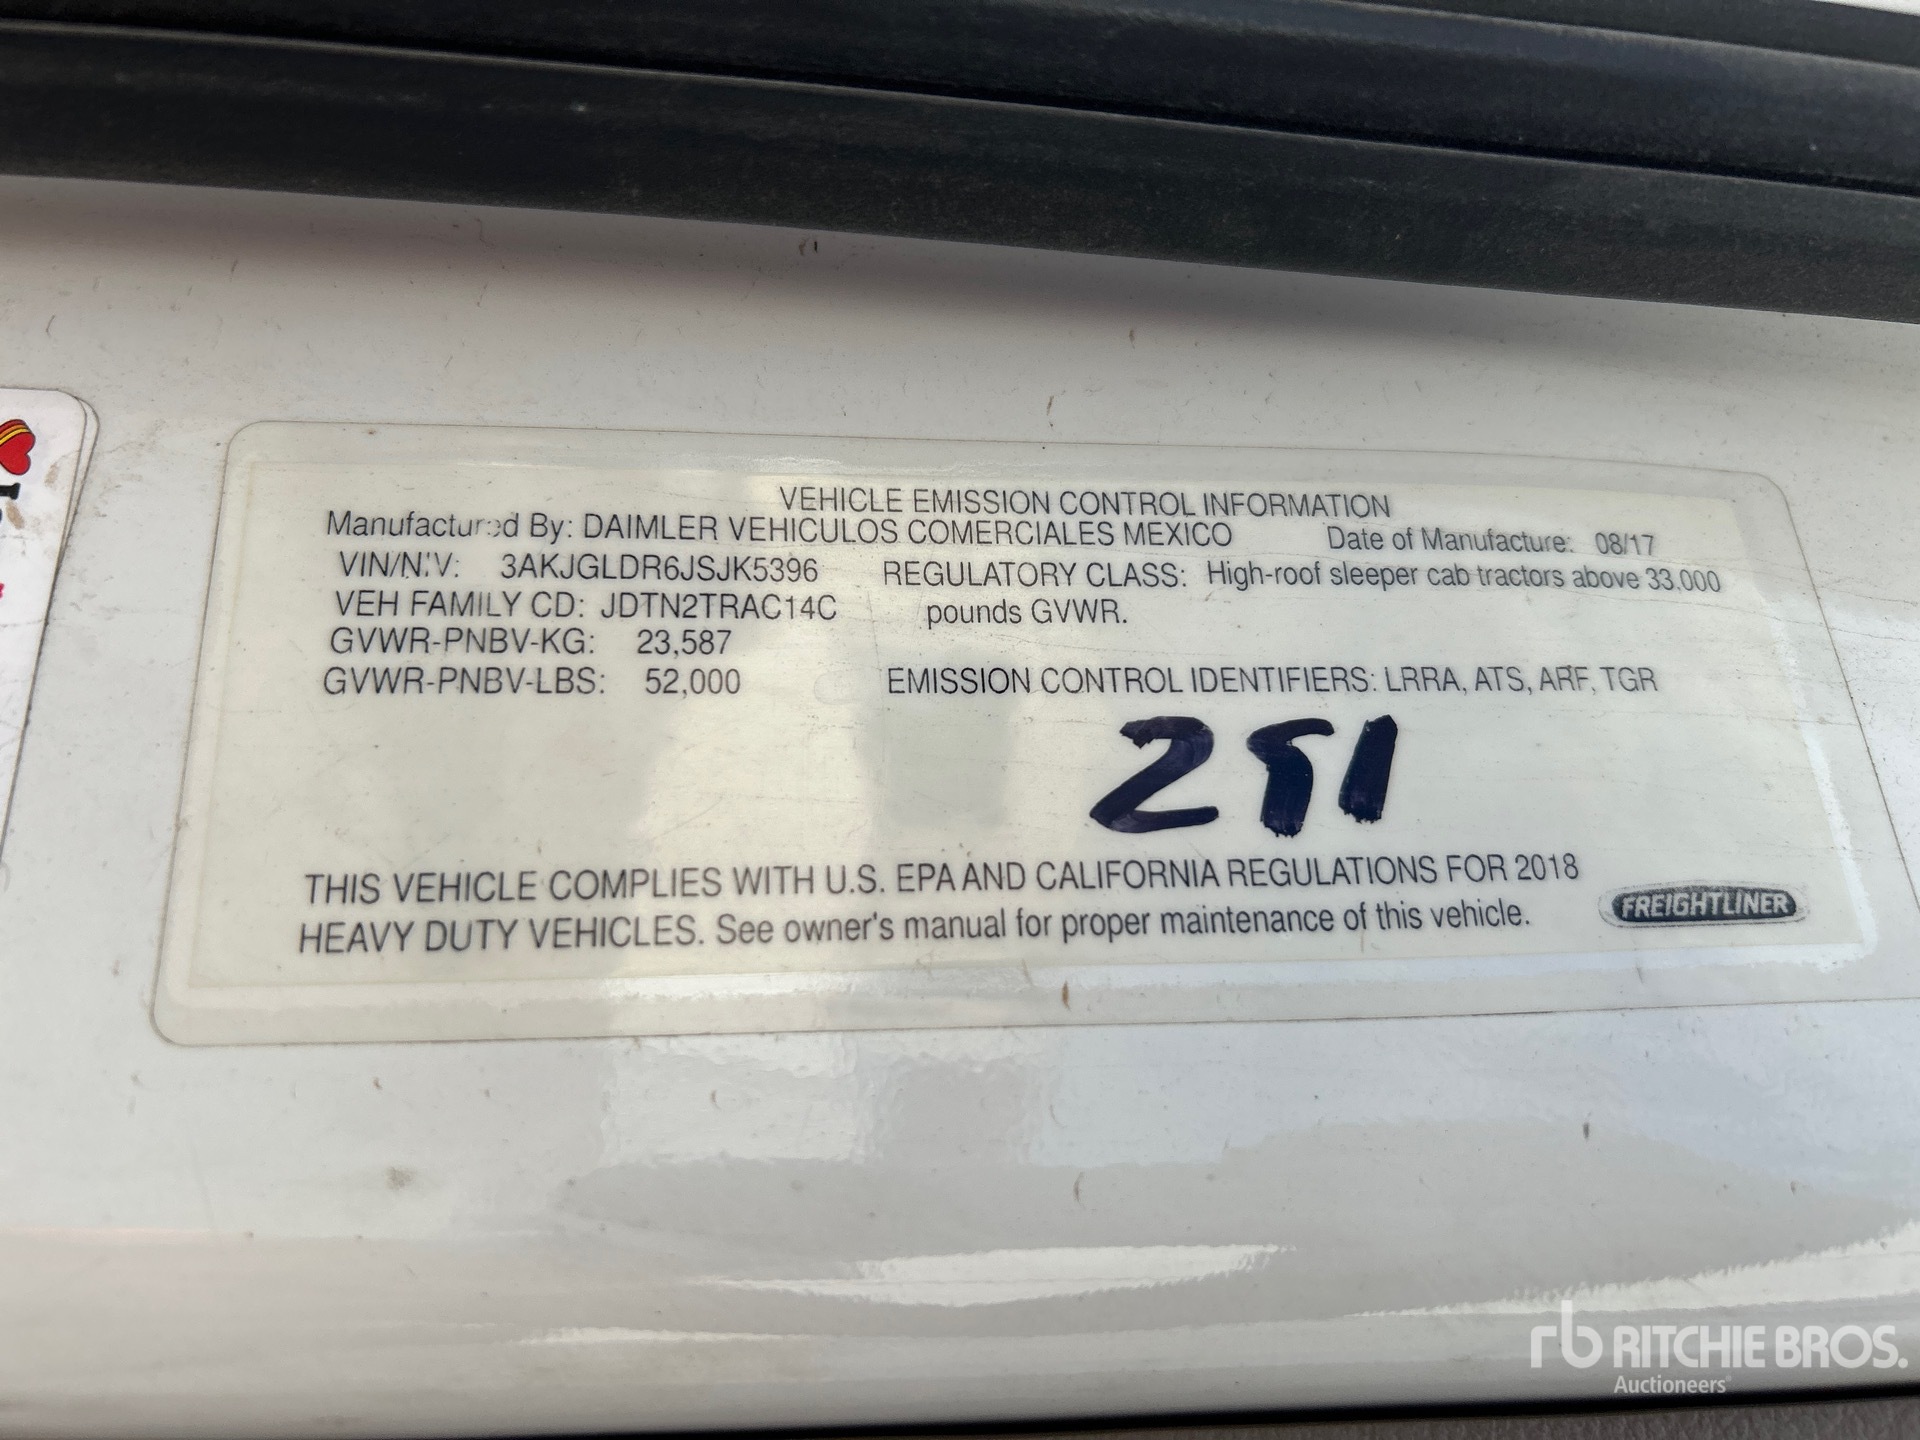 VEHICLE EMISSION CONTROL INFORMATION
Manufactured By: DAIMLER VEHICULOS COMERCIALES MEXICO Date of Manufacture: 08/17
VIN/N.I.V: 3AKJGLDR6JSJK5396 REGULATORY CLASS: High-roof sleeper cab tractors above 33,000
VEH FAMILY CD: JDTN2TRAC14C pounds GVWR.
GVWR-PNBV-KG: 23,587
GVWR-PNBV-LBS: 52,000 EMISSION CONTROL IDENTIFIERS: LRRA, ATS, ARF, TGR
THIS VEHICLE COMPLIES WITH U.S. EPA AND CALIFORNIA REGULATIONS FOR 2018
HEAVY DUTY VEHICLES. See owner's manual for proper maintenance of this vehicle.
FREIGHTLINER
rb RITCHIE BROS.
Auctioneers